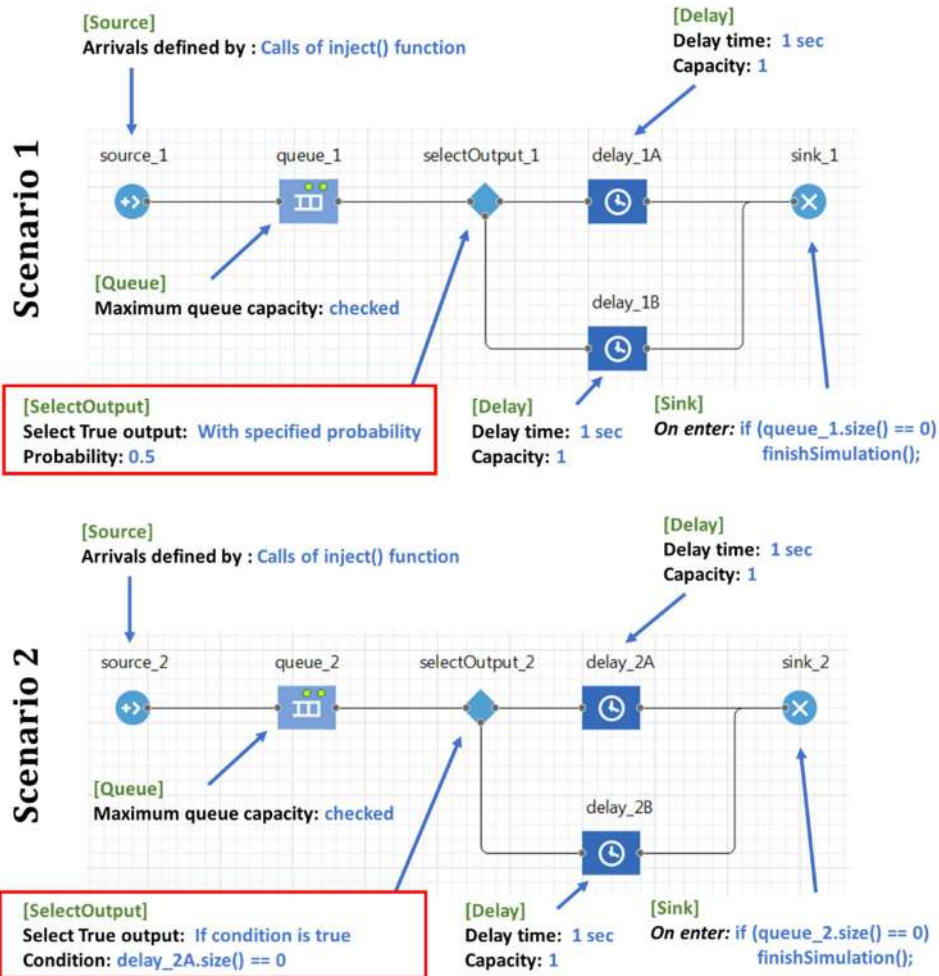 Scenario 1
[Source]
Arrivals defined by : Calls of inject() function
[Delay]
Delay time: 1 sec
Capacity: 1
source_1
queue_1
selectOutput_1
delay_1A
sink_1
[Queue]
Maximum queue capacity: checked
delay_1B
[SelectOutput]
Select True output: With specified probability
Probability: 0.5
[Delay]
Delay time: 1 sec
Capacity: 1
[Sink]
On enter: if (queue_1.size() == 0)
finishSimulation();
Scenario 2
[Source]
Arrivals defined by : Calls of inject() function
[Delay]
Delay time: 1 sec
Capacity: 1
source_2
queue_2
selectOutput_2
delay_2A
sink_2
[Queue]
Maximum queue capacity: checked
delay_2B
[SelectOutput]
Select True output: If condition is true
Condition: delay_2A.size() == 0
[Delay]
Delay time: 1 sec
Capacity: 1
[Sink]
On enter: if (queue_2.size() == 0)
finishSimulation();